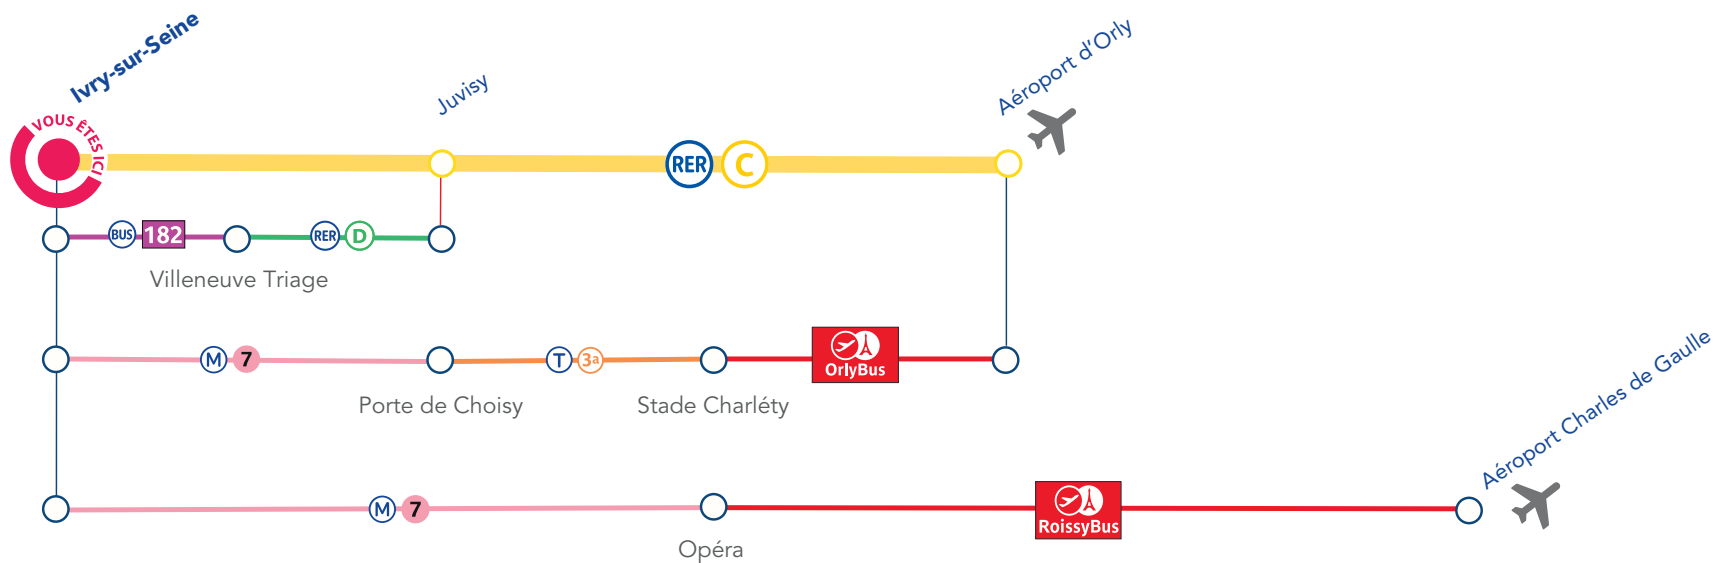 Ivry-sur-Seine
Juvisy
Aéroport d'Orly
VOUS ÊTES ICI
RER C
BUS 182
RER D
Villeneuve Triage
M 7
T 3a
OrlyBus
Porte de Choisy
Stade Charléty
Aéroport Charles de Gaulle
M 7
RoissyBus
Opéra